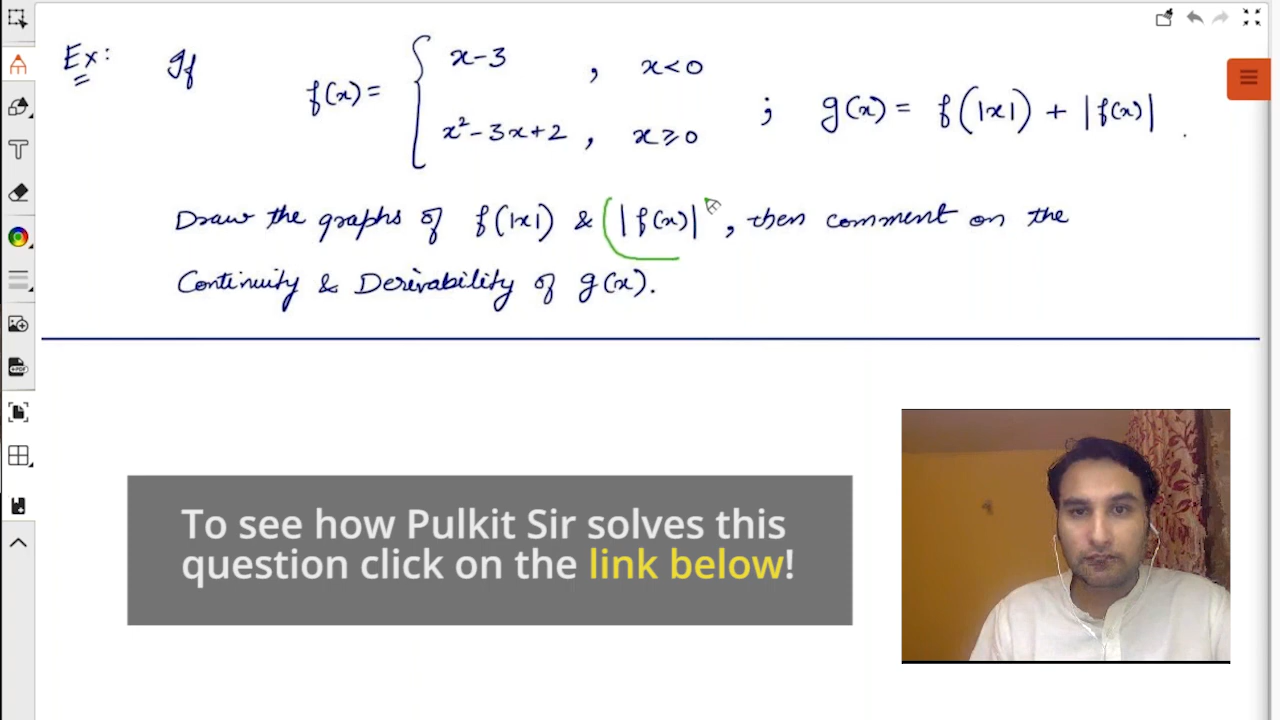 Ex: If f(x) = { x-3 , x<0
x²-3x+2 , x≥0 ; g(x) = f(|x|) + |f(x)| .
Draw the graphs of f(|x|) & |f(x)| , then comment on the
Continuity & Derivability of g(x).
To see how Pulkit Sir solves this
question click on the link below!